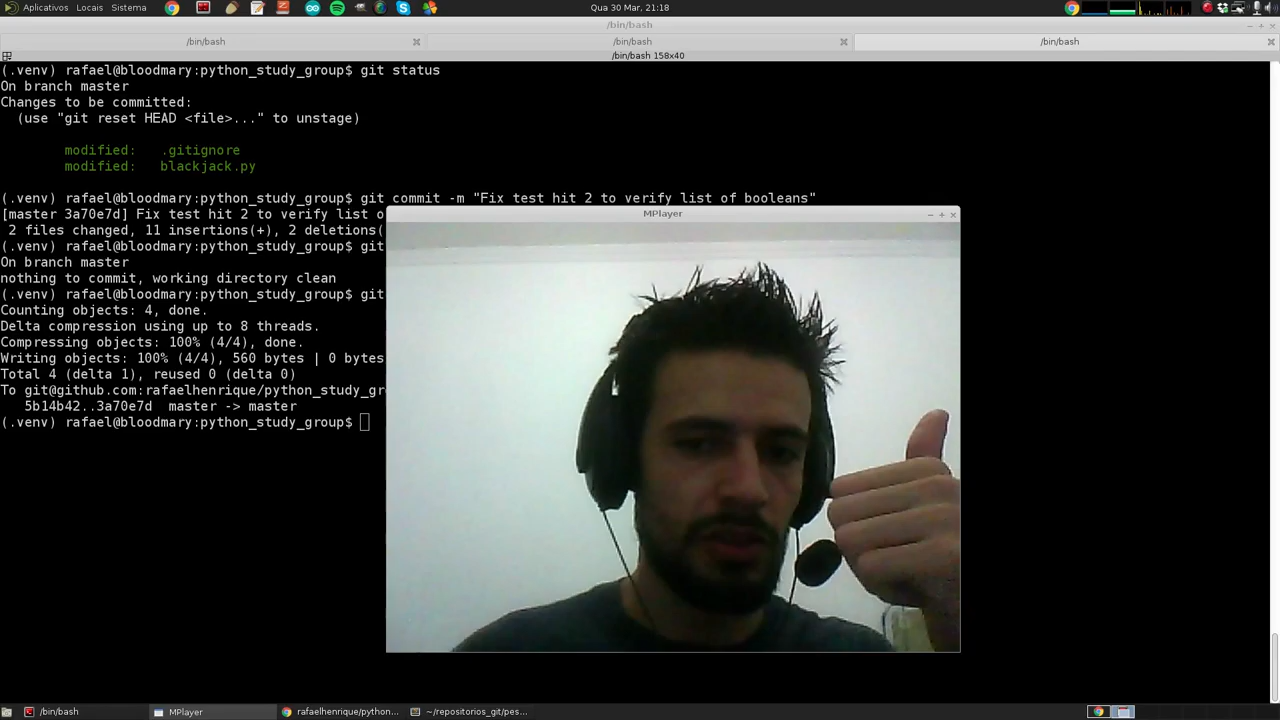 Aplicativos Locais Sistema
Qua 30 Mar, 21:18
/bin/bash
/bin/bash
/bin/bash
/bin/bash
/bin/bash 158x40
(.venv) rafael@bloodmary:python_study_group$ git status
On branch master
Changes to be committed:
(use "git reset HEAD <file>..." to unstage)
modified: .gitignore
modified: blackjack.py
(.venv) rafael@bloodmary:python_study_group$ git commit -m "Fix test hit 2 to verify list of booleans"
[master 3a70e7d] Fix test hit 2 to verify list o
2 files changed, 11 insertions(+), 2 deletions(
(.venv) rafael@bloodmary:python_study_group$ git
On branch master
nothing to commit, working directory clean
(.venv) rafael@bloodmary:python_study_group$ git
Counting objects: 4, done.
Delta compression using up to 8 threads.
Compressing objects: 100% (4/4), done.
Writing objects: 100% (4/4), 560 bytes | 0 bytes
Total 4 (delta 1), reused 0 (delta 0)
To git@github.com:rafaelhenrique/python_study_gr
5b14b42..3a70e7d master -> master
(.venv) rafael@bloodmary:python_study_group$
MPlayer
/bin/bash
MPlayer
rafaelhenrique/python...
~/repositorios_git/pes...